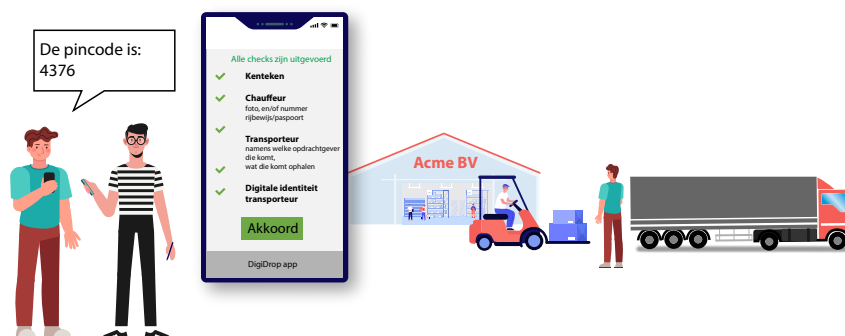 De pincode is:
4376
Alle checks zijn uitgevoerd
Kenteken
Chauffeur
foto, en/of nummer
rijbewijs/paspoort
Transporteur
namens welke opdrachtgever
die komt,
wat die komt ophalen
Digitale identiteit
transporteur
Akkoord
DigiDrop app
Acme BV